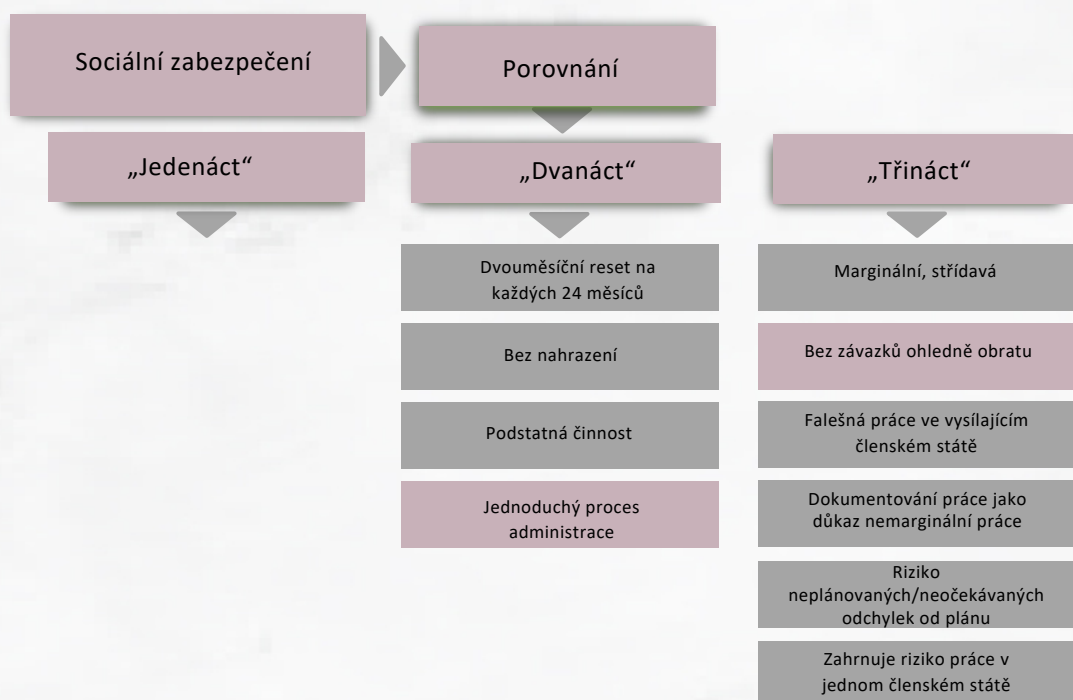 Sociální zabezpečení
Porovnání
„Jedenáct“
„Dvanáct“
„Třináct“
Dvouměsíční reset na
každých 24 měsíců
Bez nahrazení
Podstatná činnost
Jednoduchý proces
administrace
Marginální, střídavá
Bez závazků ohledně obratu
Falešná práce ve vysílajícím
členském státě
Dokumentování práce jako
důkaz nemarginální práce
Riziko
neplánovaných/neočekávaných
odchylek od plánu
Zahrnuje riziko práce v
jednom členském státě